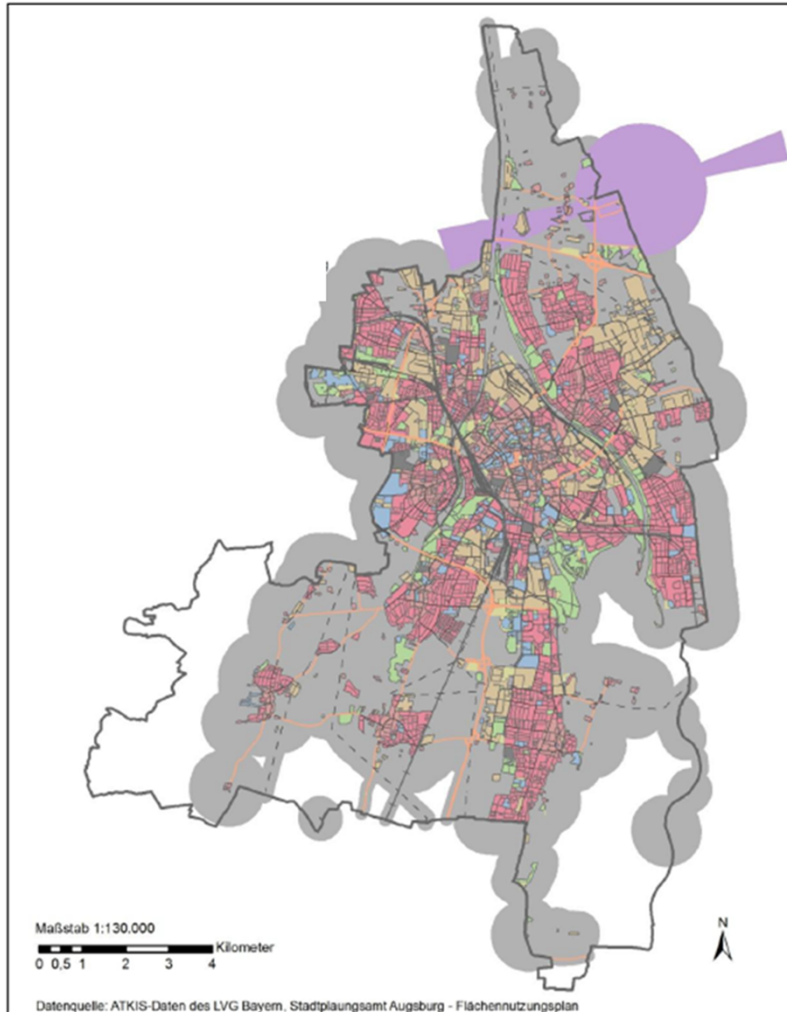 Maßstab 1:130.000
Kilometer
0 0,5 1 2 3 4
N
Datenquelle: ATKIS-Daten des LVG Bayern, Stadtplaungsamt Augsburg - Flächennutzungsplan